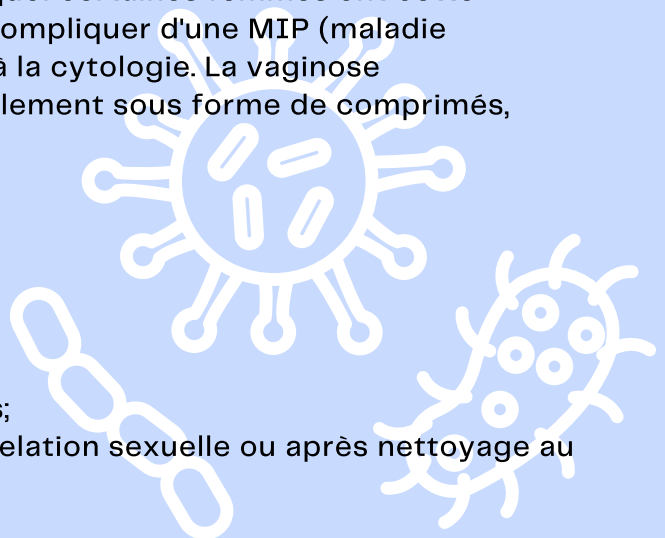 ompliquer d'une MIP (maladie
à la cytologie. La vaginose
lement sous forme de comprimés,
s;
elation sexuelle ou après nettoyage au